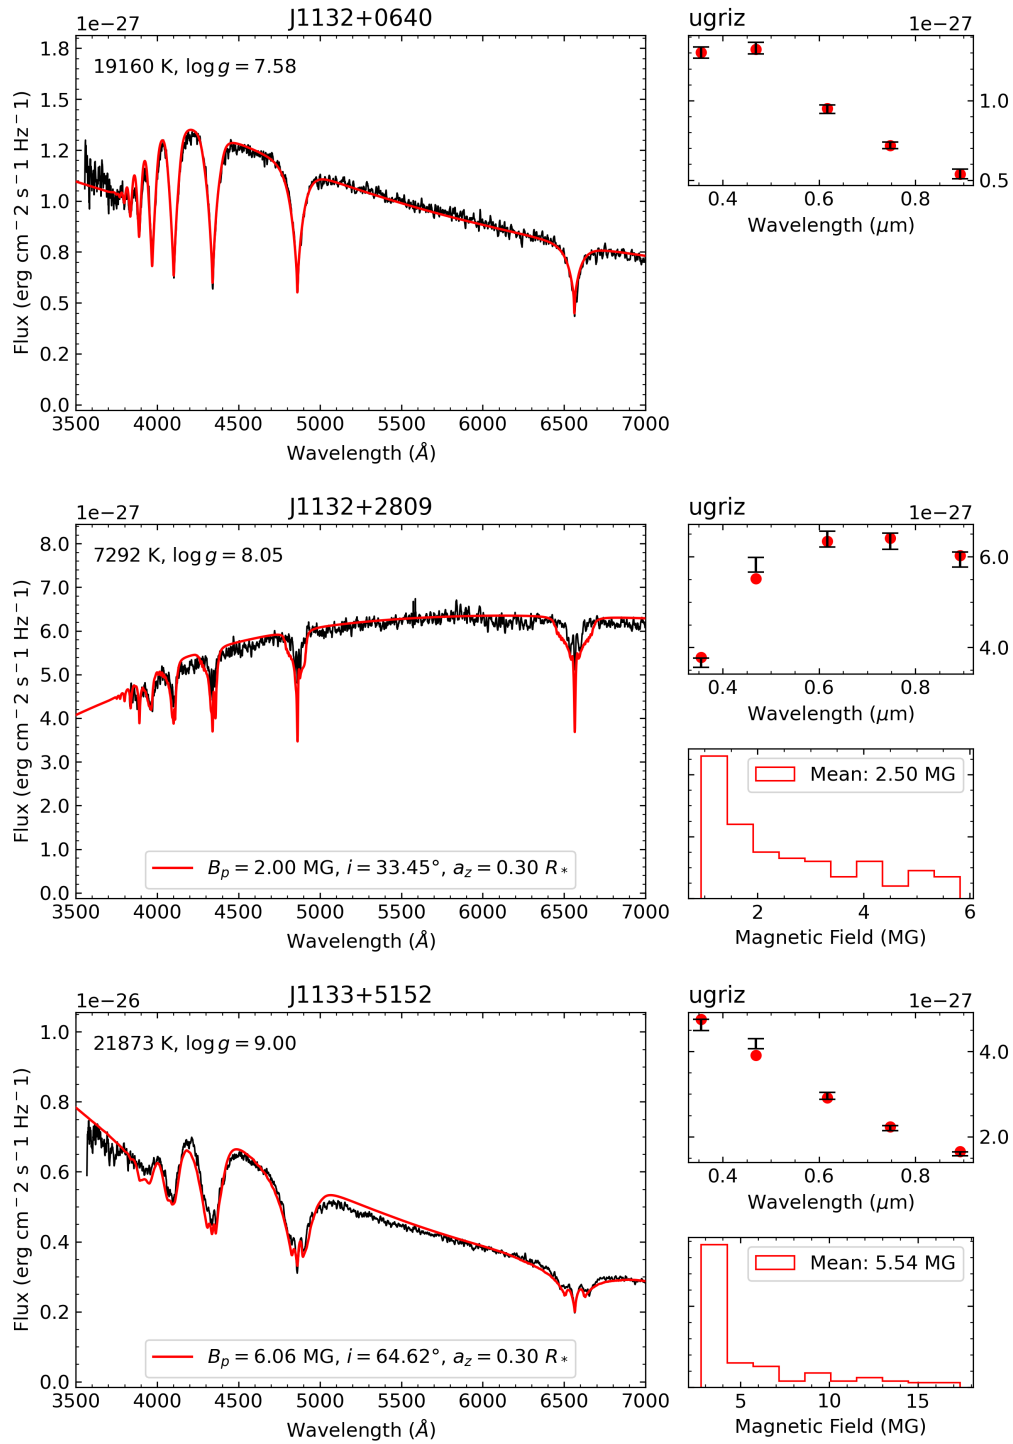 1e−27
J1132+0640
19160 K, log g = 7.58
1.8
1.5
1.2
1.0
0.8
0.5
0.2
0.0
Flux (erg cm−2 s−1 Hz−1)
3500 4000 4500 5000 5500 6000 6500 7000
Wavelength (Å)
ugriz
1e−27
1.0
0.5
0.4 0.6 0.8
Wavelength (μm)
1e−27
J1132+2809
7292 K, log g = 8.05
8.0
7.0
6.0
5.0
4.0
3.0
2.0
1.0
0.0
Flux (erg cm−2 s−1 Hz−1)
B_p = 2.00 MG, i = 33.45°, a_z = 0.30 R_*
3500 4000 4500 5000 5500 6000 6500 7000
Wavelength (Å)
ugriz
1e−27
6.0
4.0
0.4 0.6 0.8
Wavelength (μm)
Mean: 2.50 MG
2 4 6
Magnetic Field (MG)
1e−26
J1133+5152
21873 K, log g = 9.00
1.0
0.8
0.6
0.4
0.2
0.0
Flux (erg cm−2 s−1 Hz−1)
B_p = 6.06 MG, i = 64.62°, a_z = 0.30 R_*
3500 4000 4500 5000 5500 6000 6500 7000
Wavelength (Å)
ugriz
1e−27
4.0
2.0
0.4 0.6 0.8
Wavelength (μm)
Mean: 5.54 MG
5 10 15
Magnetic Field (MG)